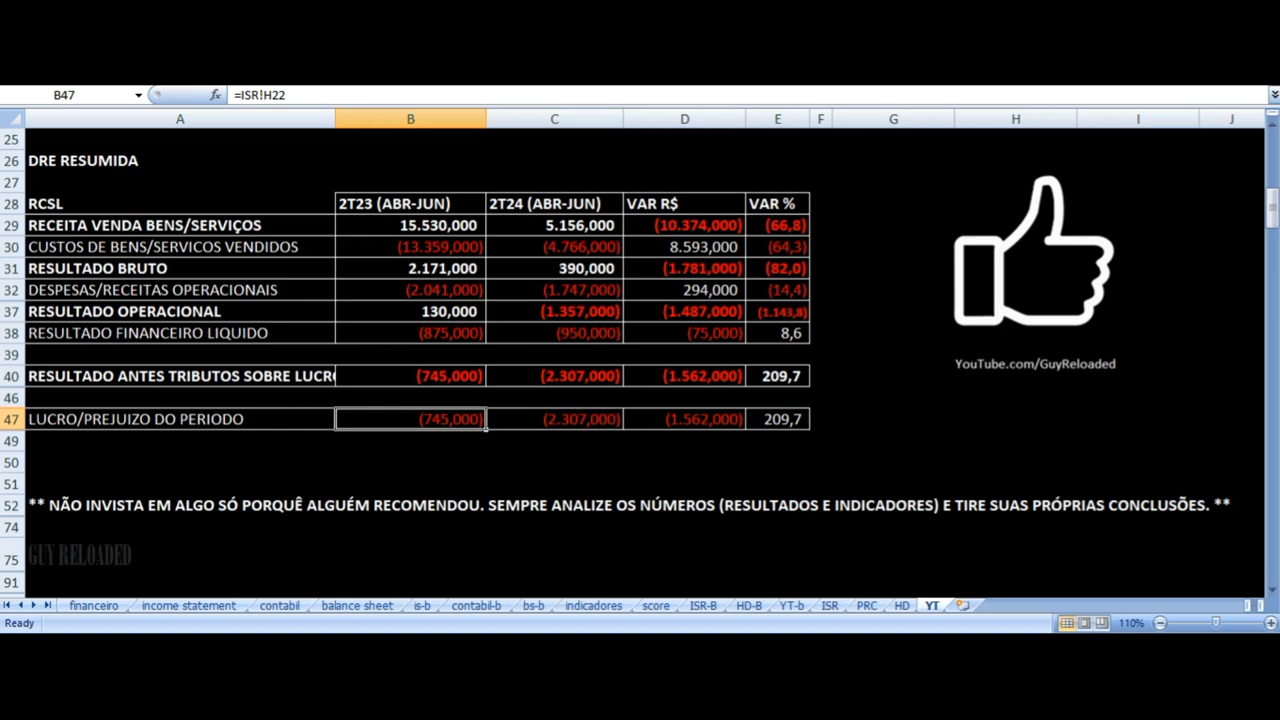 B47 fx =ISR!H22
A B C D E F G H I J
25
26 DRE RESUMIDA
27
28 RCSL 2T23 (ABR-JUN) 2T24 (ABR-JUN) VAR R$ VAR %
29 RECEITA VENDA BENS/SERVIÇOS 15.530,000 5.156,000 (10.374,000) (66,8)
30 CUSTOS DE BENS/SERVICOS VENDIDOS (13.359,000) (4.766,000) 8.593,000 (64,3)
31 RESULTADO BRUTO 2.171,000 390,000 (1.781,000) (82,0)
32 DESPESAS/RECEITAS OPERACIONAIS (2.041,000) (1.747,000) 294,000 (14,4)
37 RESULTADO OPERACIONAL 130,000 (1.357,000) (1.487,000) (1.143,8)
38 RESULTADO FINANCEIRO LIQUIDO (875,000) (950,000) (75,000) 8,6
YouTube.com/GuyReloaded
39
40 RESULTADO ANTES TRIBUTOS SOBRE LUCRO (745,000) (2.307,000) (1.562,000) 209,7
46
47 LUCRO/PREJUIZO DO PERIODO (745,000) (2.307,000) (1.562,000) 209,7
49
50
51
52 ** NÃO INVISTA EM ALGO SÓ PORQUÊ ALGUÉM RECOMENDOU. SEMPRE ANALIZE OS NÚMEROS (RESULTADOS E INDICADORES) E TIRE SUAS PRÓPRIAS CONCLUSÕES. **
74
75 GUY RELOADED
91
financeiro income statement contabil balance sheet is-b contabil-b bs-b indicadores score ISR-B HD-B YT-b ISR PRC HD YT
Ready 110%